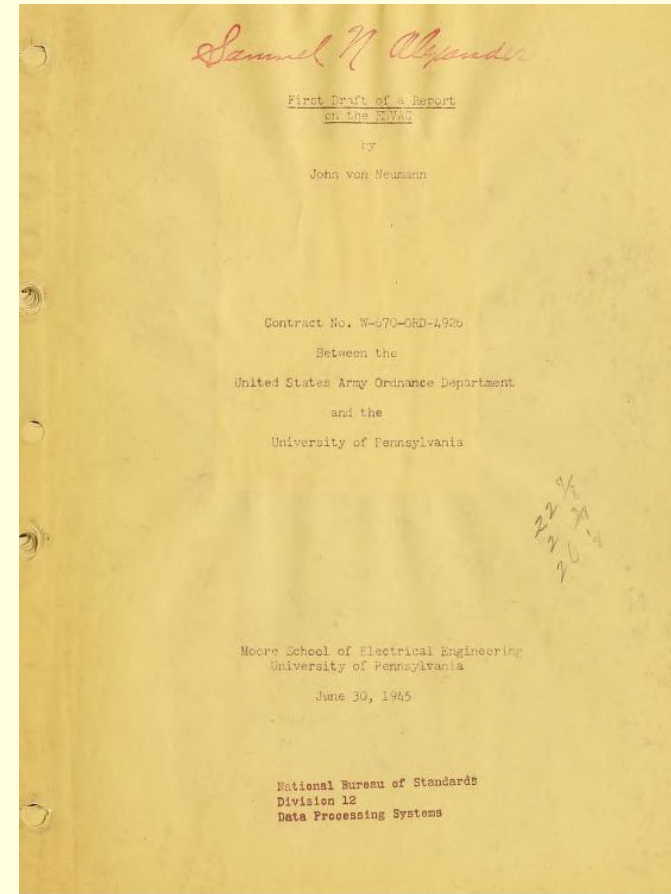 Samuel N Alexander
First Draft of a Report
on the EDVAC
by
John von Neumann
Contract No. W-670-ORD-4926
Between the
United States Army Ordnance Department
and the
University of Pennsylvania
Moore School of Electrical Engineering
University of Pennsylvania
June 30, 1945
National Bureau of Standards
Division 12
Data Processing Systems